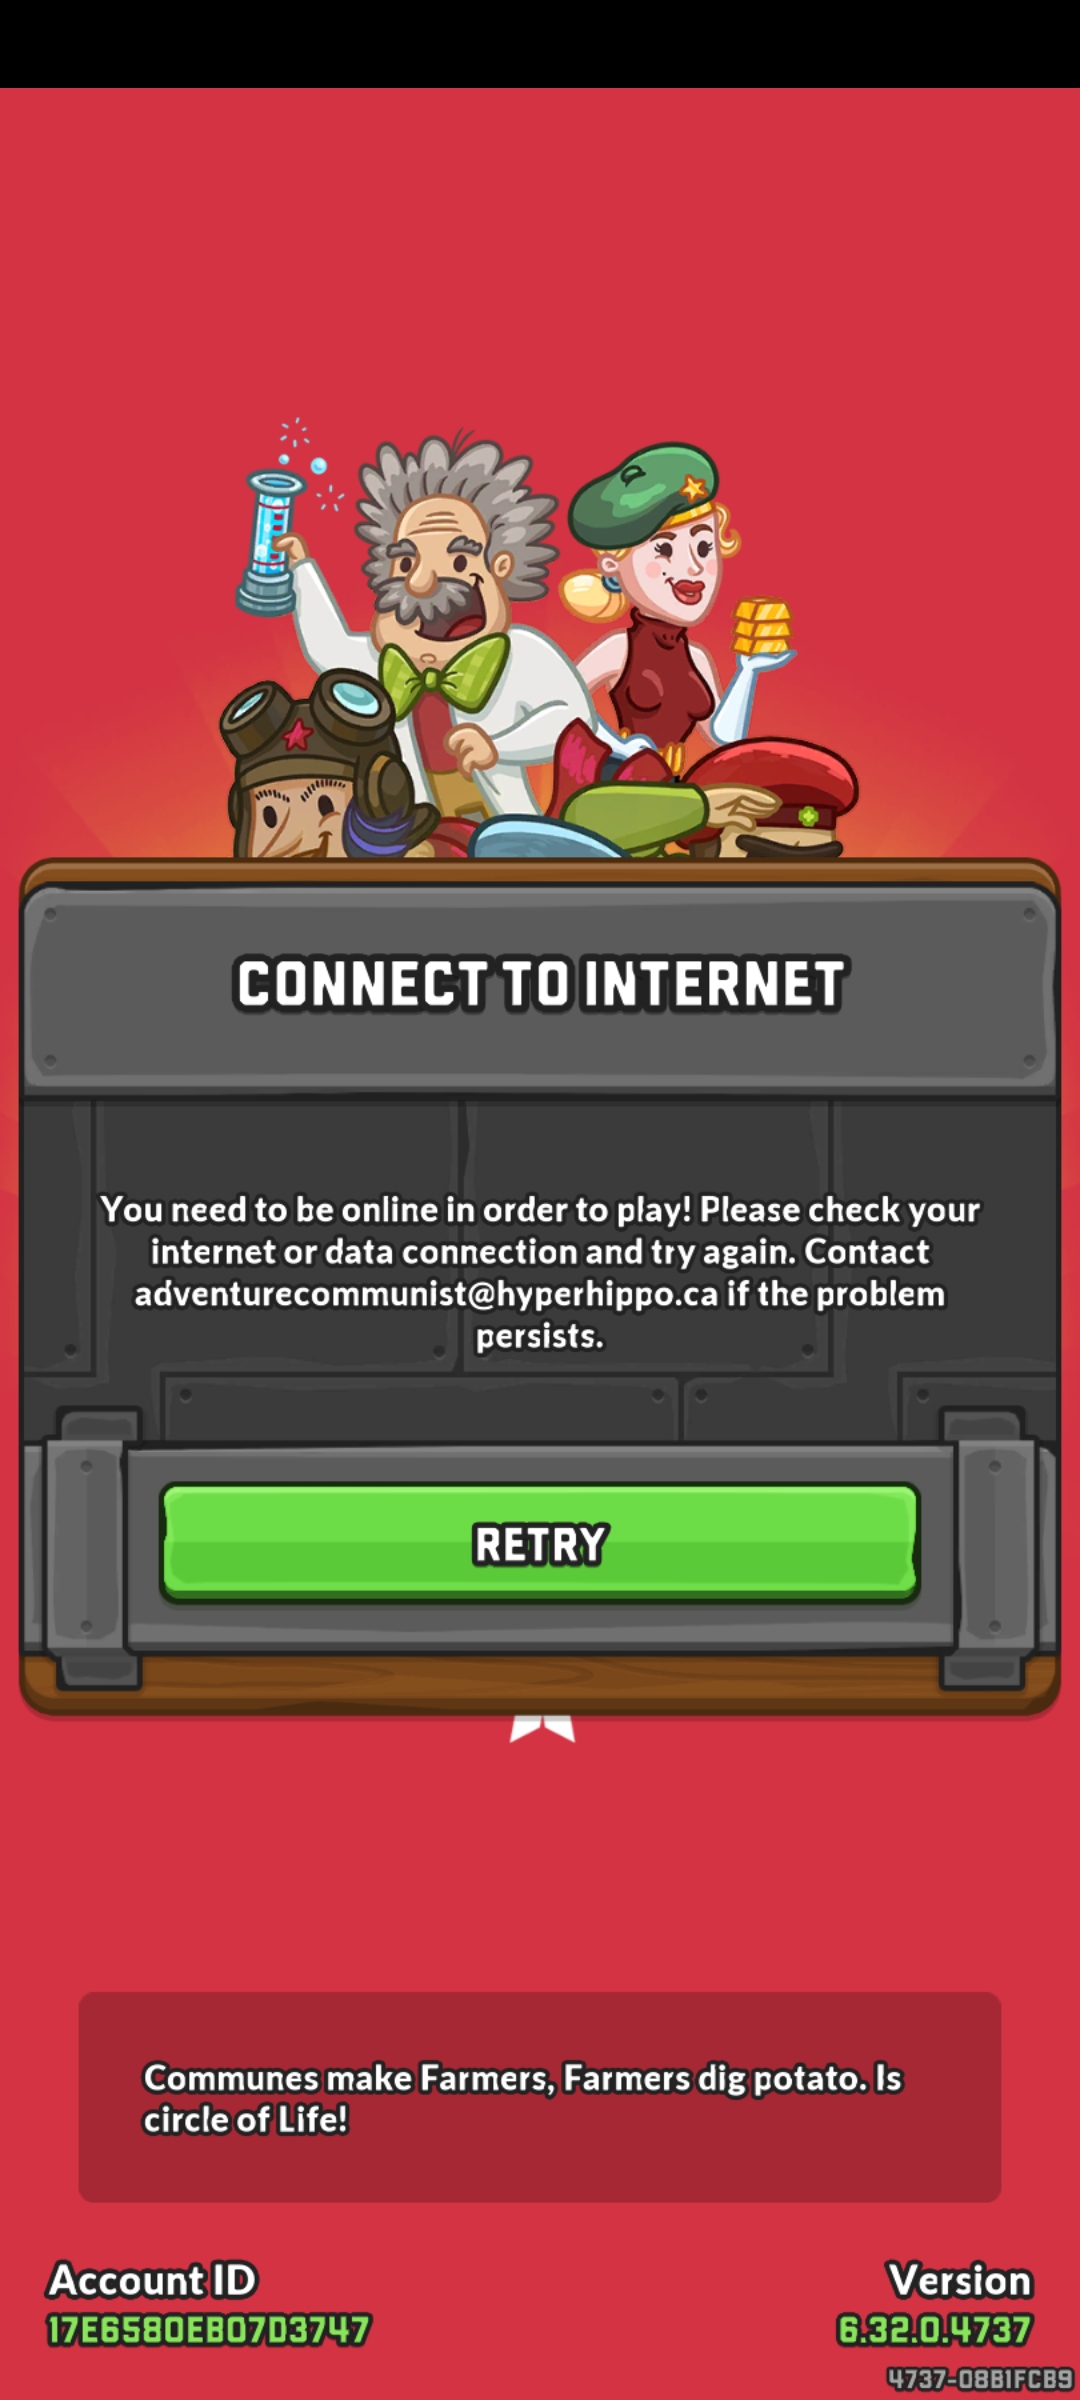 CONNECT TO INTERNET
You need to be online in order to play! Please check your
internet or data connection and try again. Contact
adventurecommunist@hyperhippo.ca if the problem
persists.
RETRY
Communes make Farmers, Farmers dig potato. Is
circle of Life!
Account ID
17E6580EB07D3747
Version
6.32.0.4737
4737-08B1FCB9